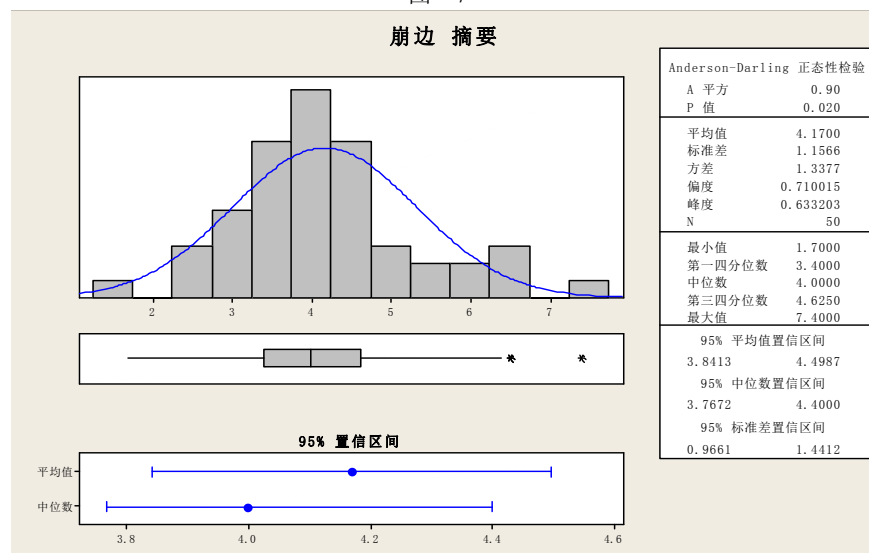 崩边 摘要
2 3 4 5 6 7
95% 置信区间
平均值
中位数
3.8 4.0 4.2 4.4 4.6
Anderson-Darling 正态性检验
A 平方 0.90
P 值 0.020
平均值 4.1700
标准差 1.1566
方差 1.3377
偏度 0.710015
峰度 0.633203
N 50
最小值 1.7000
第一四分位数 3.4000
中位数 4.0000
第三四分位数 4.6250
最大值 7.4000
95% 平均值置信区间
3.8413 4.4987
95% 中位数置信区间
3.7672 4.4000
95% 标准差置信区间
0.9661 1.4412